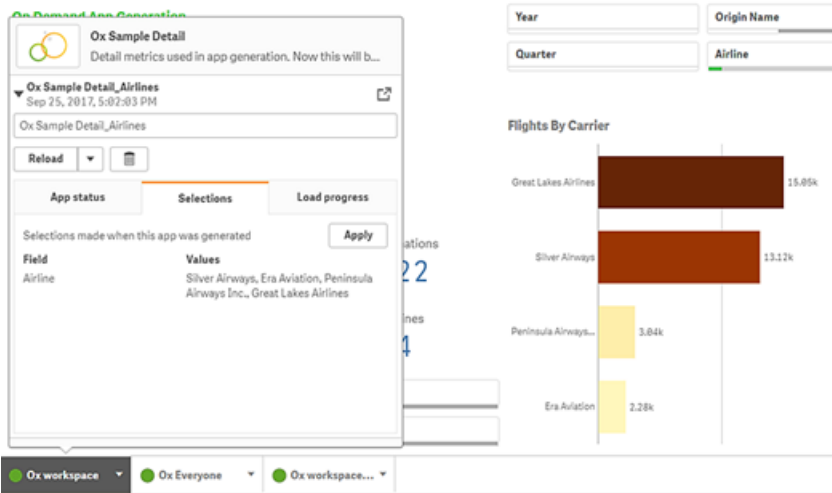 On Demand App Generation
Ox Sample Detail
Detail metrics used in app generation. Now this will b...
Ox Sample Detail_Airlines
Sep 25, 2017, 5:02:03 PM
Ox Sample Detail_Airlines
Reload
App status
Selections
Load progress
Selections made when this app was generated
Apply
Field
Values
Airline
Silver Airways, Era Aviation, Peninsula
Airways Inc., Great Lakes Airlines
ations
22
ines
4
Year
Origin Name
Quarter
Airline
Flights By Carrier
Great Lakes Airlines
15.05k
Silver Airways
13.12k
Peninsula Airways...
3.04k
Era Aviation
2.28k
Ox workspace
Ox Everyone
Ox workspace...